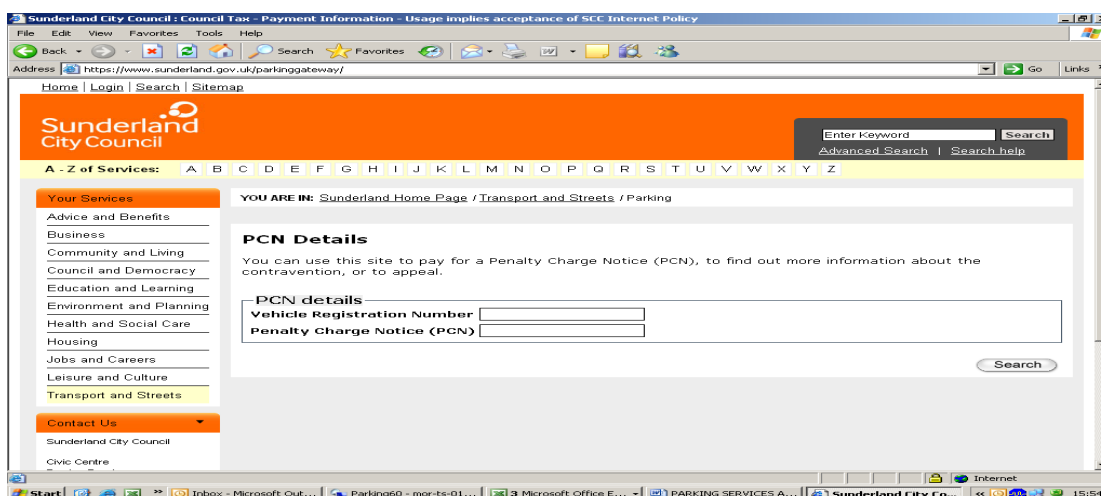 Sunderland City Council : Council Tax - Payment Information - Usage implies acceptance of SCC Internet Policy
File Edit View Favorites Tools Help
Back Search Favorites
Address https://www.sunderland.gov.uk/parkinggateway/ Go Links
Home | Login | Search | Sitemap
Sunderland
City Council
Enter Keyword Search
Advanced Search | Search help
A - Z of Services: A B C D E F G H I J K L M N O P Q R S T U V W X Y Z
Your Services
Advice and Benefits
Business
Community and Living
Council and Democracy
Education and Learning
Environment and Planning
Health and Social Care
Housing
Jobs and Careers
Leisure and Culture
Transport and Streets
Contact Us
Sunderland City Council
Civic Centre
YOU ARE IN: Sunderland Home Page / Transport and Streets / Parking
PCN Details
You can use this site to pay for a Penalty Charge Notice (PCN), to find out more information about the
contravention, or to appeal.
PCN details
Vehicle Registration Number
Penalty Charge Notice (PCN)
Search
Internet
Start Inbox - Microsoft Out... Parking60 - mor-ts-01... 3 Microsoft Office E... PARKING SERVICES A... Sunderland City Co... 15:54